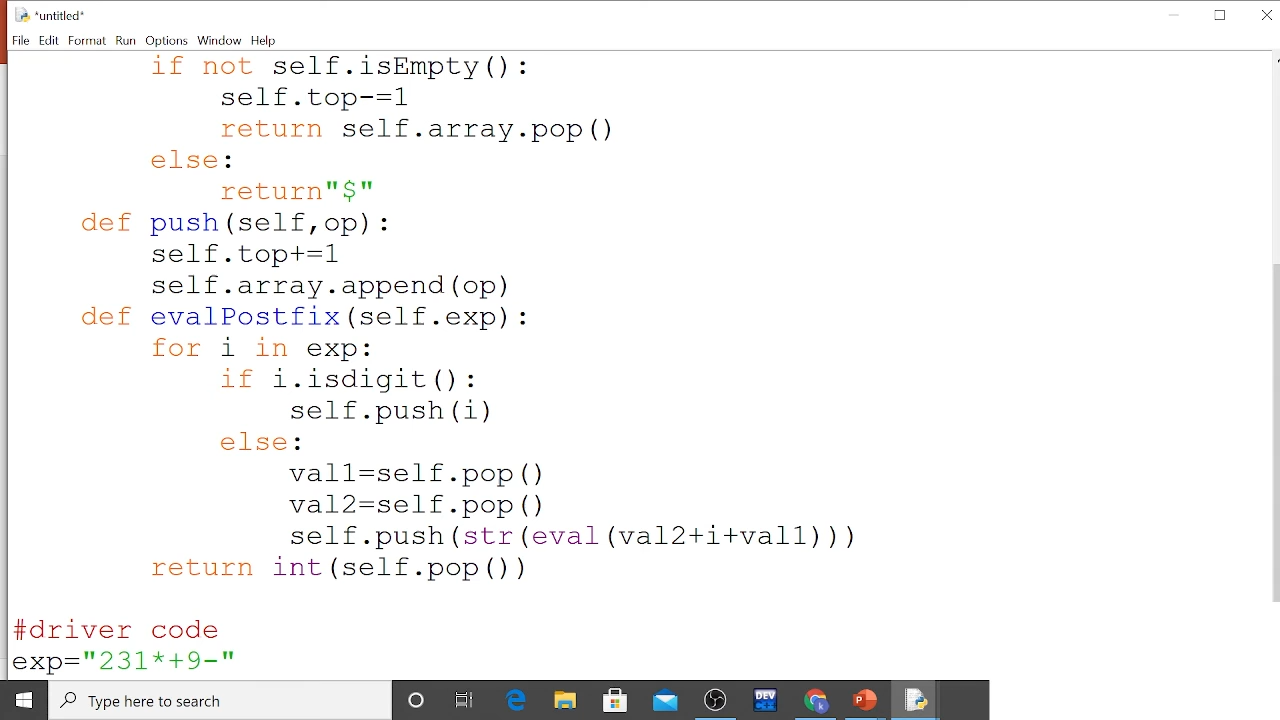 *untitled*
File Edit Format Run Options Window Help
if not self.isEmpty():
self.top-=1
return self.array.pop()
else:
return"$"
def push(self,op):
self.top+=1
self.array.append(op)
def evalPostfix(self.exp):
for i in exp:
if i.isdigit():
self.push(i)
else:
val1=self.pop()
val2=self.pop()
self.push(str(eval(val2+i+val1)))
return int(self.pop())
#driver code
exp="231*+9-"
Type here to search
DEV